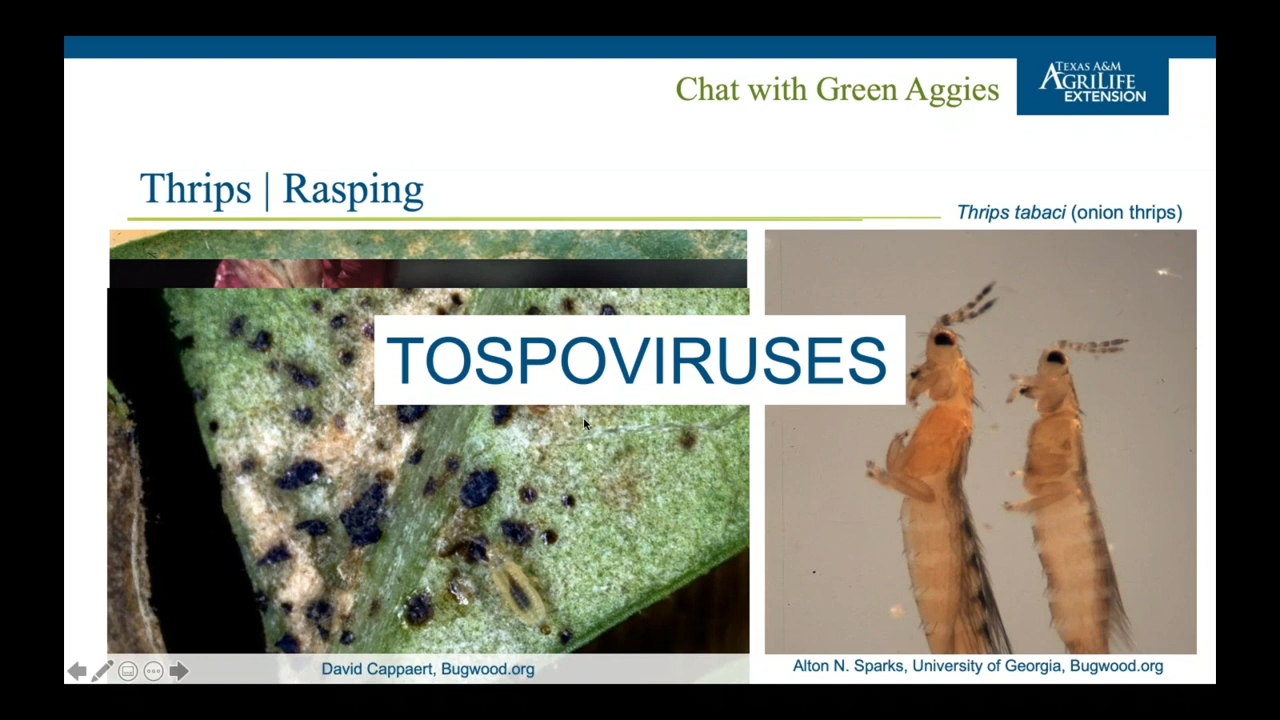 Chat with Green Aggies
TEXAS A&M
AGRILIFE
EXTENSION
Thrips | Rasping
Thrips tabaci (onion thrips)
TOSPOVIRUSES
David Cappaert, Bugwood.org
Alton N. Sparks, University of Georgia, Bugwood.org